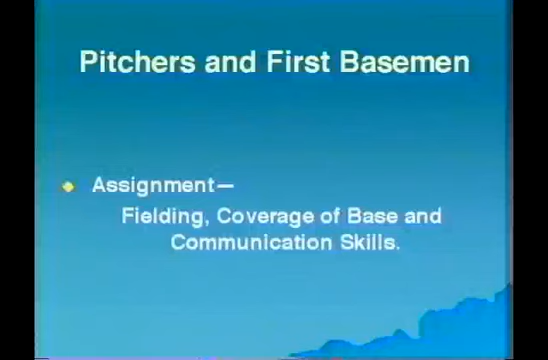 Pitchers and First Basemen
Assignment—
Fielding, Coverage of Base and
Communication Skills.